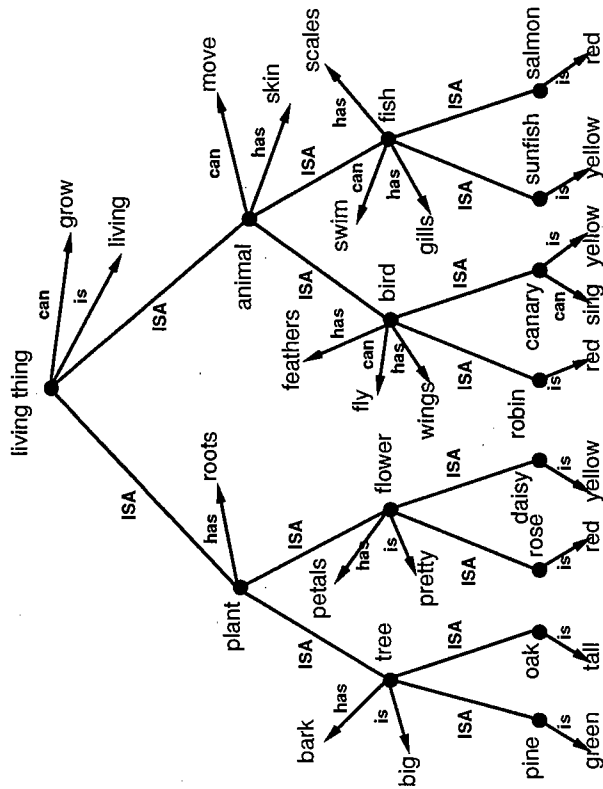 living thing
can
grow
is
living
ISA
ISA
plant
has
roots
animal
can
move
has
skin
ISA
ISA
ISA
ISA
tree
has
bark
is
big
flower
has
petals
is
pretty
bird
has
feathers
can
fly
has
wings
fish
has
scales
can
swim
has
gills
ISA
ISA
ISA
ISA
ISA
ISA
ISA
ISA
pine
is
green
oak
is
tall
rose
is
red
daisy
is
yellow
robin
is
red
canary
can
sing
is
yellow
sunfish
is
yellow
salmon
is
red